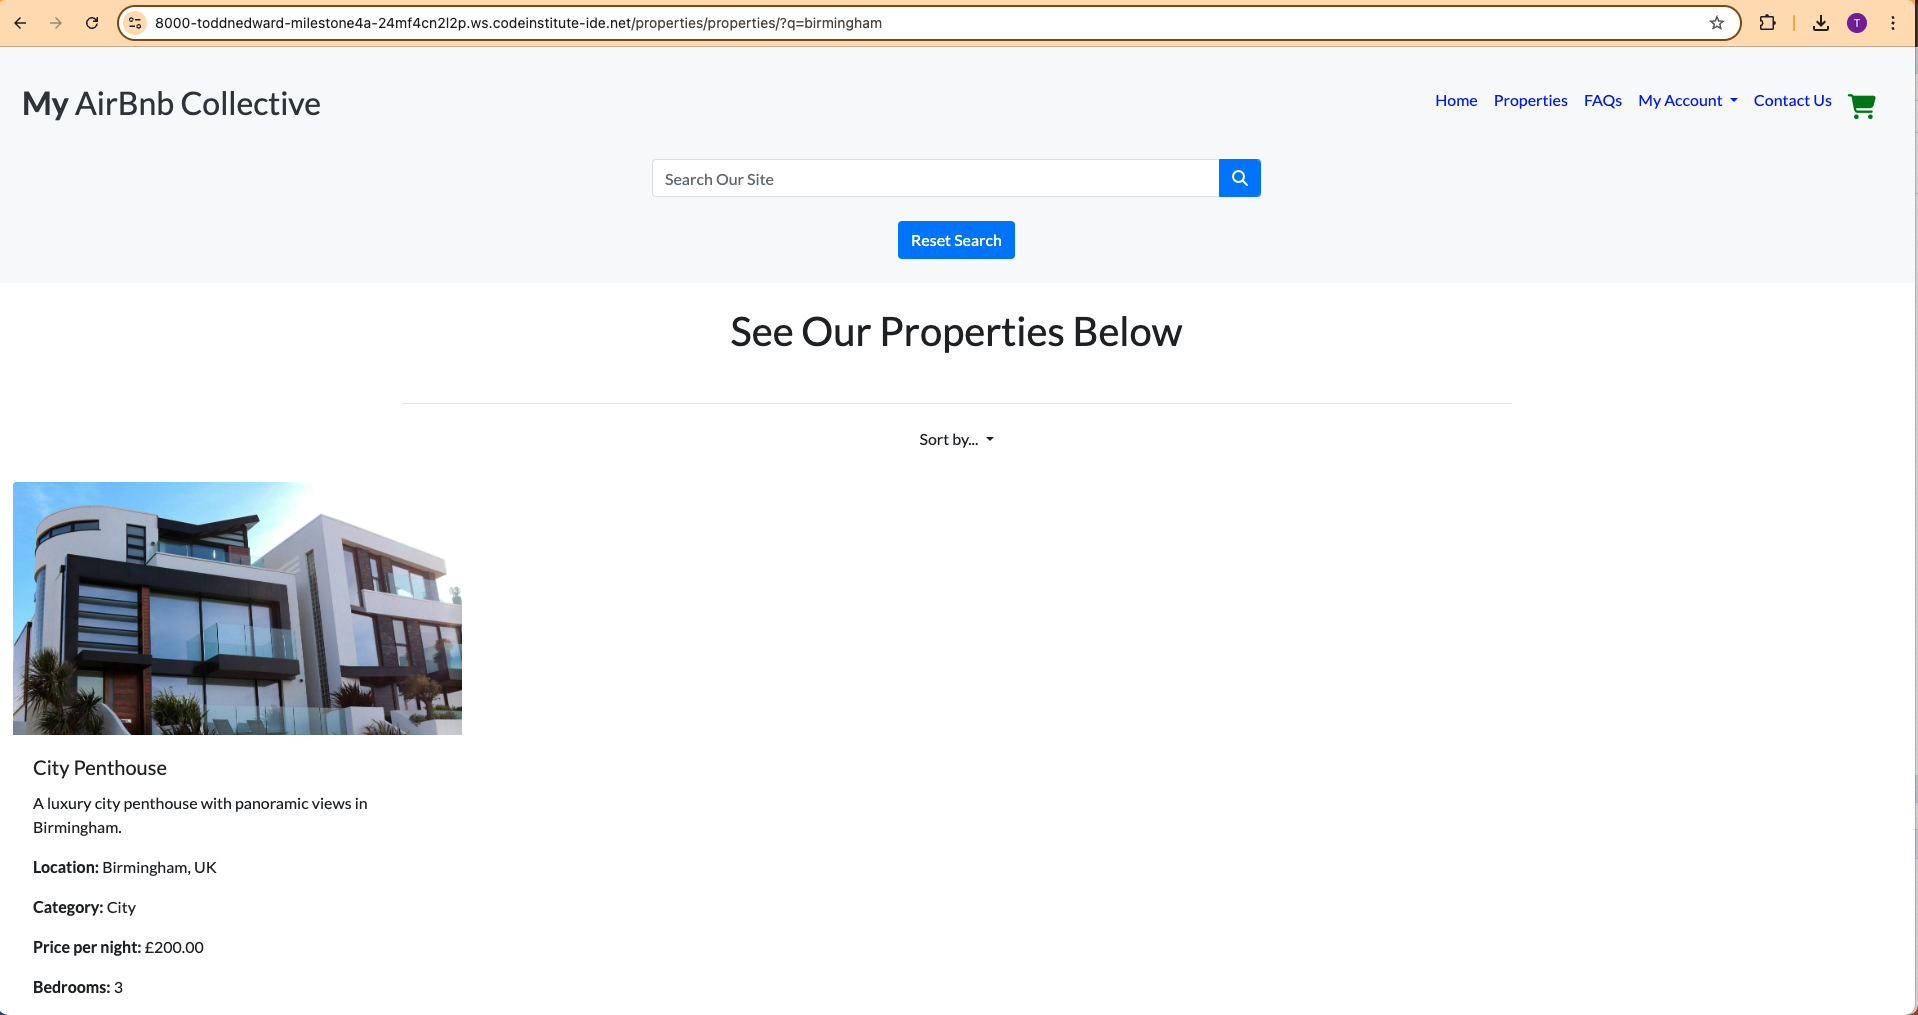 8000-toddnedward-milestone4a-24mf4cn2l2p.ws.codeinstitute-ide.net/properties/properties/?q=birmingham
T
My AirBnb Collective
Home Properties FAQs My Account Contact Us
Search Our Site
Reset Search
See Our Properties Below
Sort by...
City Penthouse
A luxury city penthouse with panoramic views in
Birmingham.
Location: Birmingham, UK
Category: City
Price per night: £200.00
Bedrooms: 3